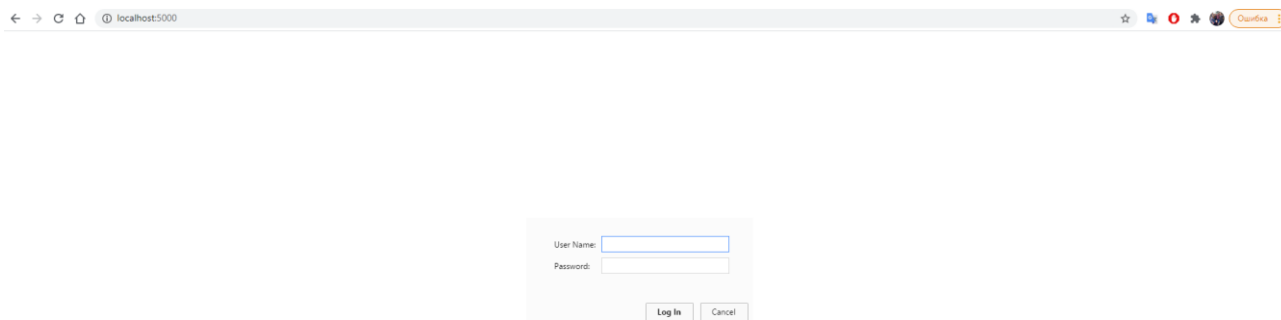 localhost:5000
Ошибка
User Name:
Password:
Log In Cancel